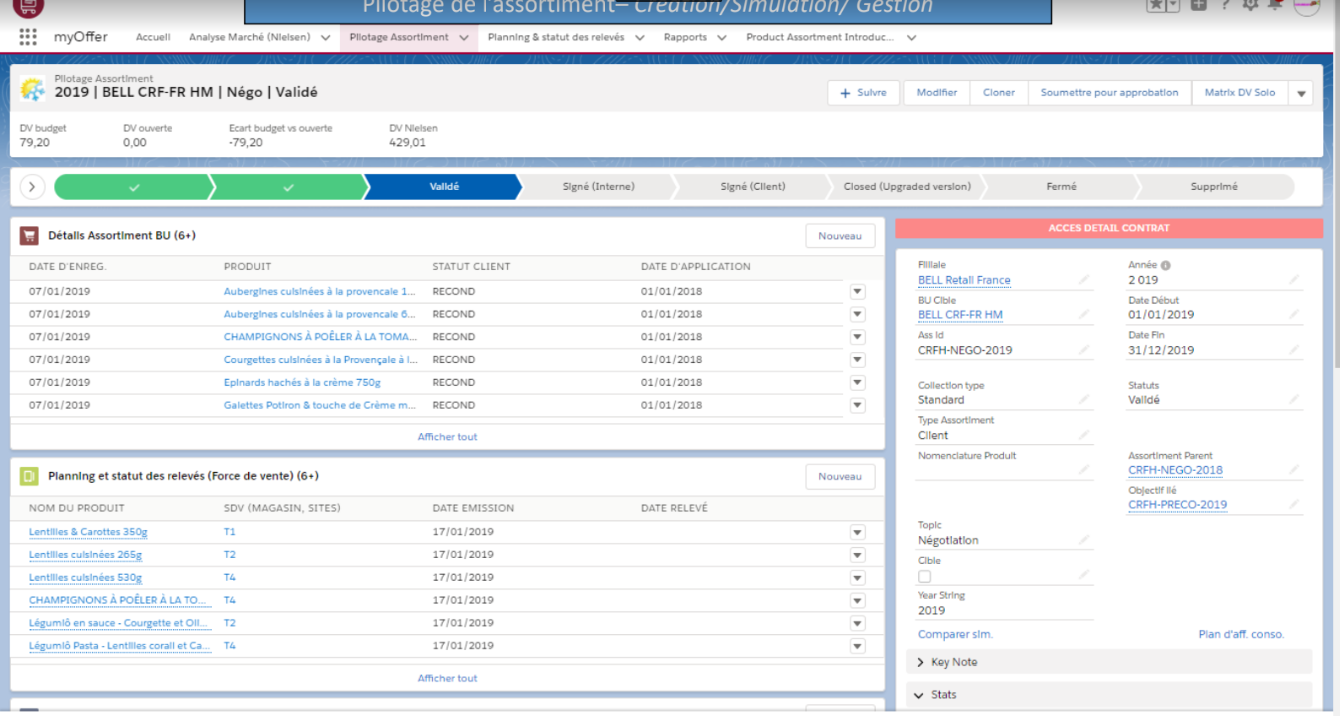 Pilotage de l'assortiment– Création/Simulation/ Gestion
myOffer Accueil Analyse Marché (Nielsen) Pilotage Assortiment Planning & statut des relevés Rapports Product Assortment Introduc...
Pilotage Assortiment
2019 | BELL CRF-FR HM | Négo | Validé
+ Suivre Modifier Cloner Soumettre pour approbation Matrix DV Solo
DV budget DV ouverte Ecart budget vs ouverte DV Nielsen
79,20 0,00 -79,20 429,01
Validé Signé (Interne) Signé (Client) Closed (Upgraded version) Fermé Supprimé
Détails Assortiment BU (6+) Nouveau
DATE D'ENREG. PRODUIT STATUT CLIENT DATE D'APPLICATION
07/01/2019 Aubergines cuisinées à la provencale 1... RECOND 01/01/2018
07/01/2019 Aubergines cuisinées à la provencale 6... RECOND 01/01/2018
07/01/2019 CHAMPIGNONS À POÊLER À LA TOMA... RECOND 01/01/2018
07/01/2019 Courgettes cuisinées à la Provençale à l... RECOND 01/01/2018
07/01/2019 Epinards hachés à la crème 750g RECOND 01/01/2018
07/01/2019 Galettes Potiron & touche de Crème m... RECOND 01/01/2018
Afficher tout
Planning et statut des relevés (Force de vente) (6+) Nouveau
NOM DU PRODUIT SDV (MAGASIN, SITES) DATE EMISSION DATE RELEVÉ
Lentilles & Carottes 350g T1 17/01/2019
Lentilles cuisinées 265g T2 17/01/2019
Lentilles cuisinées 530g T4 17/01/2019
CHAMPIGNONS À POÊLER À LA TO... T4 17/01/2019
Légumiô en sauce - Courgette et Oli... T2 17/01/2019
Légumiô Pasta - Lentilles corail et Ca... T4 17/01/2019
Afficher tout
ACCES DETAIL CONTRAT
Filliale Année
BELL Retail France 2 019
BU Cible Date Début
BELL CRF-FR HM 01/01/2019
Ass Id Date Fin
CRFH-NEGO-2019 31/12/2019
Collection type Statuts
Standard Validé
Type Assortiment
Client
Nomenclature Produit Assortiment Parent
CRFH-NEGO-2018
Objectif lié
CRFH-PRECO-2019
Topic
Négotiation
Cible
Year String
2019
Comparer sim. Plan d'aff. conso.
Key Note
Stats